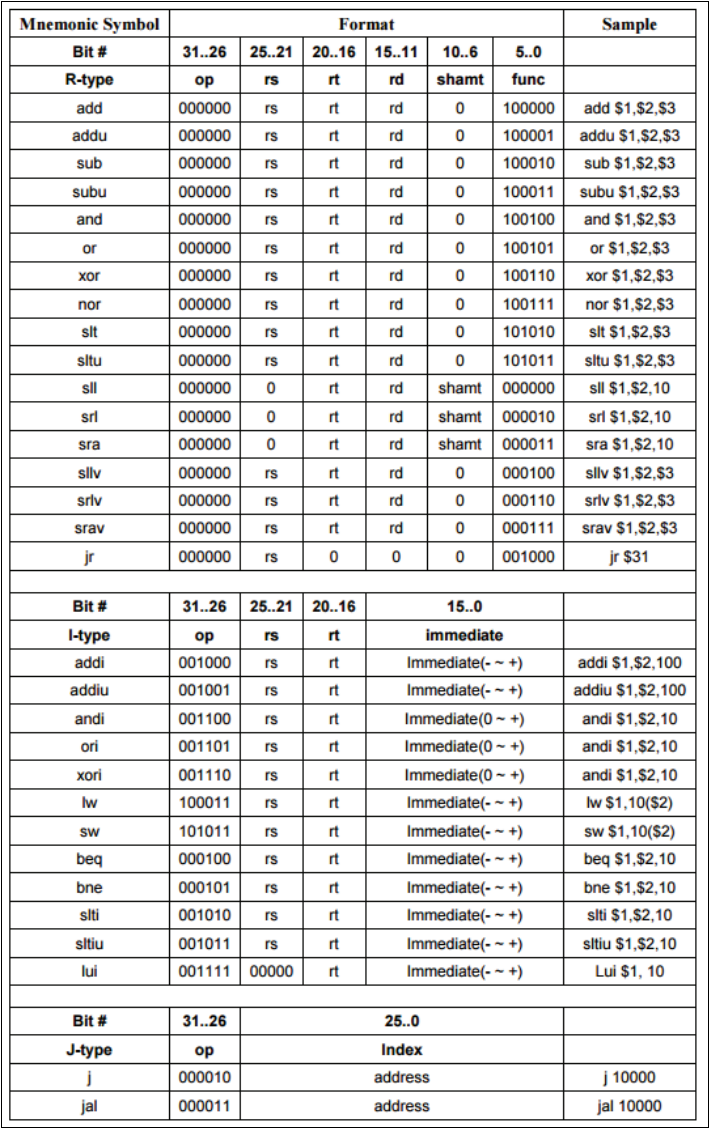 Mnemonic Symbol Format Sample
Bit # 31..26 25..21 20..16 15..11 10..6 5..0
R-type op rs rt rd shamt func
add 000000 rs rt rd 0 100000 add $1,$2,$3
addu 000000 rs rt rd 0 100001 addu $1,$2,$3
sub 000000 rs rt rd 0 100010 sub $1,$2,$3
subu 000000 rs rt rd 0 100011 subu $1,$2,$3
and 000000 rs rt rd 0 100100 and $1,$2,$3
or 000000 rs rt rd 0 100101 or $1,$2,$3
xor 000000 rs rt rd 0 100110 xor $1,$2,$3
nor 000000 rs rt rd 0 100111 nor $1,$2,$3
slt 000000 rs rt rd 0 101010 slt $1,$2,$3
sltu 000000 rs rt rd 0 101011 sltu $1,$2,$3
sll 000000 0 rt rd shamt 000000 sll $1,$2,10
srl 000000 0 rt rd shamt 000010 srl $1,$2,10
sra 000000 0 rt rd shamt 000011 sra $1,$2,10
sllv 000000 rs rt rd 0 000100 sllv $1,$2,$3
srlv 000000 rs rt rd 0 000110 srlv $1,$2,$3
srav 000000 rs rt rd 0 000111 srav $1,$2,$3
jr 000000 rs 0 0 0 001000 jr $31
Bit # 31..26 25..21 20..16 15..0
I-type op rs rt immediate
addi 001000 rs rt Immediate(- ~ +) addi $1,$2,100
addiu 001001 rs rt Immediate(- ~ +) addiu $1,$2,100
andi 001100 rs rt Immediate(0 ~ +) andi $1,$2,10
ori 001101 rs rt Immediate(0 ~ +) andi $1,$2,10
xori 001110 rs rt Immediate(0 ~ +) andi $1,$2,10
lw 100011 rs rt Immediate(- ~ +) lw $1,10($2)
sw 101011 rs rt Immediate(- ~ +) sw $1,10($2)
beq 000100 rs rt Immediate(- ~ +) beq $1,$2,10
bne 000101 rs rt Immediate(- ~ +) bne $1,$2,10
slti 001010 rs rt Immediate(- ~ +) slti $1,$2,10
sltiu 001011 rs rt Immediate(- ~ +) sltiu $1,$2,10
lui 001111 00000 rt Immediate(- ~ +) Lui $1, 10
Bit # 31..26 25..0
J-type op Index
j 000010 address j 10000
jal 000011 address jal 10000